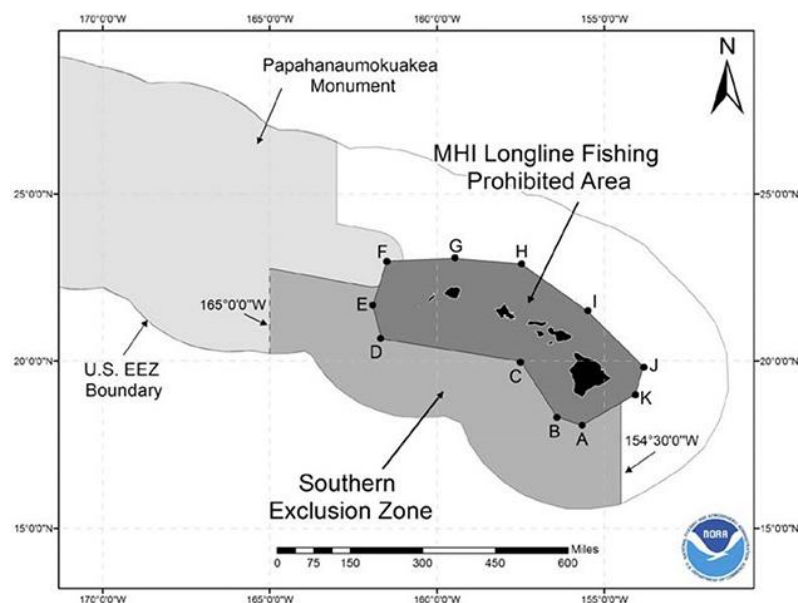 170°0'0"W
165°0'0"W
160°0'0"W
155°0'0"W
N
Papahanaumokuakea
Monument
MHI Longline Fishing
Prohibited Area
25°0'0"N
25°0'0"N
F
G
H
I
165°0'0"W
E
D
20°0'0"N
20°0'0"N
C
J
K
U.S. EEZ
Boundary
B
A
154°30'0"W
Southern
Exclusion Zone
15°0'0"N
15°0'0"N
Miles
0 75 150 300 450 600
NOAA
170°0'0"W
165°0'0"W
160°0'0"W
155°0'0"W